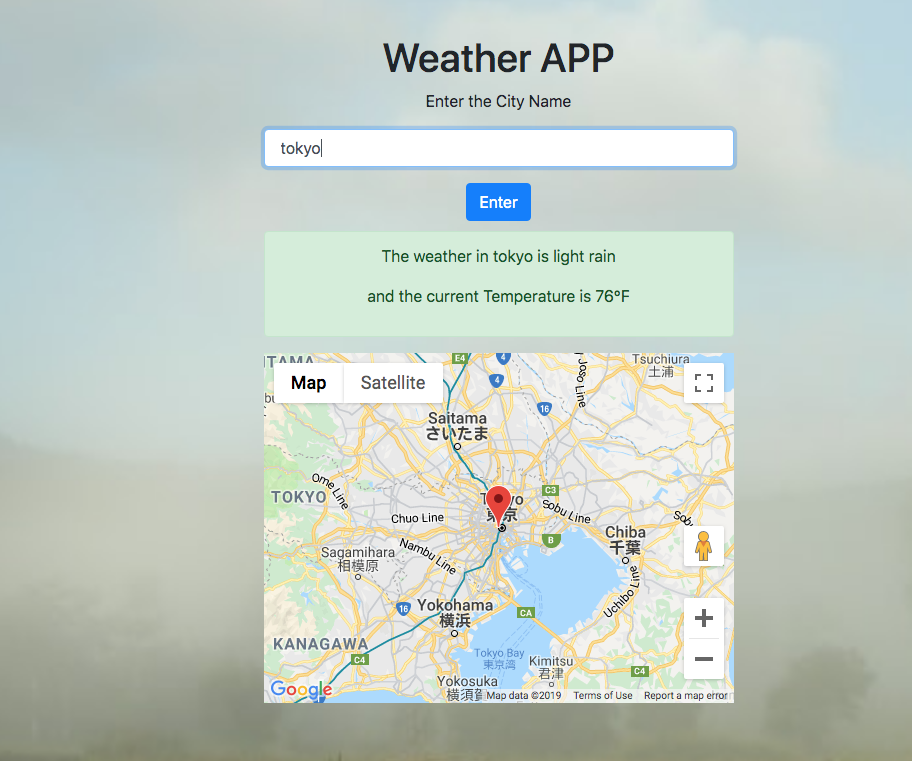 Weather APP
Enter the City Name
tokyo
Enter
The weather in tokyo is light rain
and the current Temperature is 76°F
Map
Satellite
ITAMA
E4
4
Joso Line
Tsuchiura
土浦
4
16
Saitama
さいたま
TOKYO
Ome Line
Tokyo
東京
C3
Sobu Line
Chuo Line
B
Chiba
千葉
Nambu Line
Sagamihara
相模原
Uchibo Line
16
Yokohama
横浜
CA
KANAGAWA
C4
Tokyo Bay
東京湾
Kimitsu
君津
C4
Yokosuka
横須賀
Google
Map data ©2019
Terms of Use
Report a map error